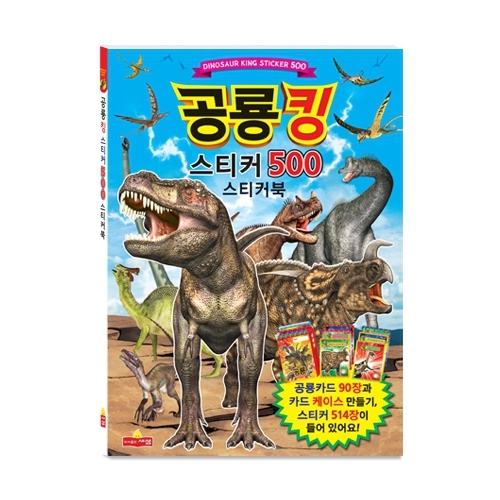 DINOSAUR KING STICKER 500
공룡킹
스티커 500
스티커북
공룡카드 90장과
카드 케이스 만들기,
스티커 514장이
들어 있어요!
공룡킹 스티커 500 스티커북